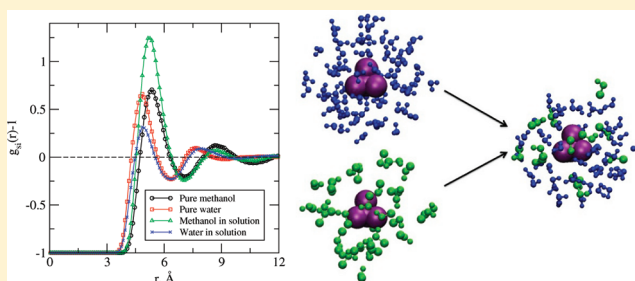 g_si(r)-1
1
0.5
0
-0.5
-1
Pure methanol
Pure water
Methanol in solution
Water in solution
0
3
6
9
12
r, Å